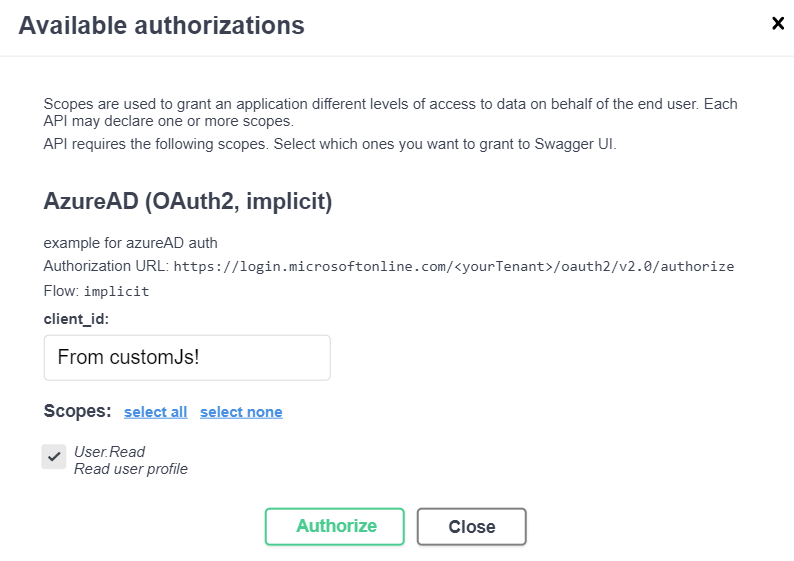 Available authorizations
Scopes are used to grant an application different levels of access to data on behalf of the end user. Each
API may declare one or more scopes.
API requires the following scopes. Select which ones you want to grant to Swagger UI.
AzureAD (OAuth2, implicit)
example for azureAD auth
Authorization URL: https://login.microsoftonline.com/<yourTenant>/oauth2/v2.0/authorize
Flow: implicit
client_id:
From customJs!
Scopes: select all select none
User.Read
Read user profile
Authorize Close